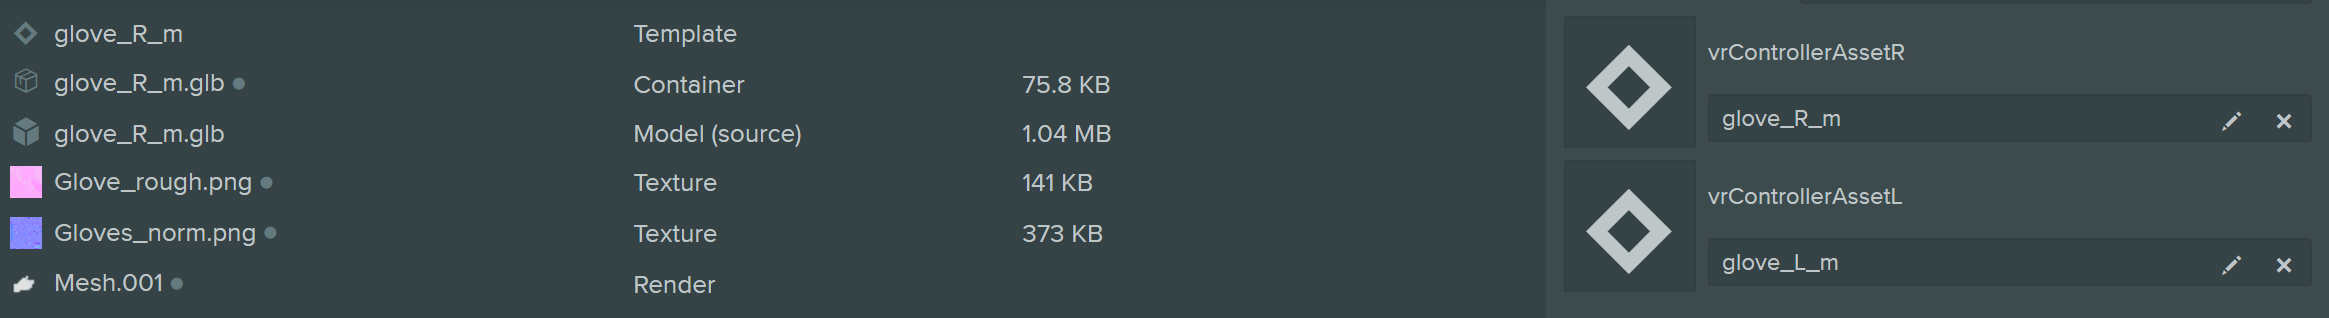 glove_R_m Template
glove_R_m.glb Container 75.8 KB
glove_R_m.glb Model (source) 1.04 MB
Glove_rough.png Texture 141 KB
Gloves_norm.png Texture 373 KB
Mesh.001 Render
vrControllerAssetR
glove_R_m
vrControllerAssetL
glove_L_m